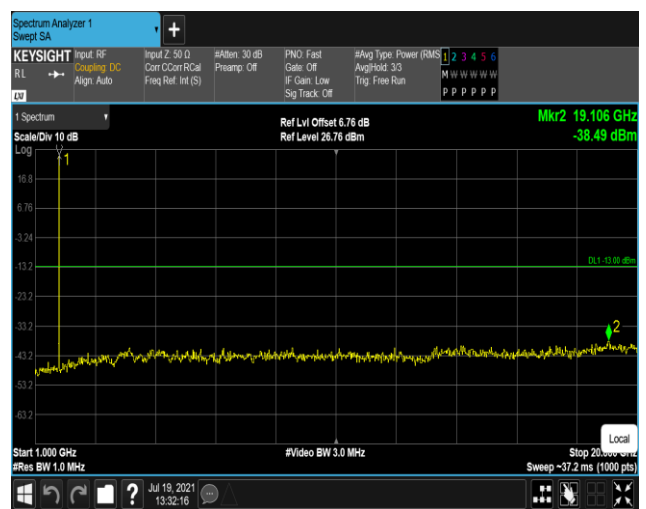 Spectrum Analyzer 1
Swept SA
+
KEYSIGHT
RL
LXI
Input: RF
Coupling: DC
Align: Auto
Input Z: 50 Ω
Corr CCorr RCal
Freq Ref: Int (S)
#Atten: 30 dB
Preamp: Off
PNO: Fast
Gate: Off
IF Gain: Low
Sig Track: Off
#Avg Type: Power (RMS
Avg|Hold: 3/3
Trig: Free Run
1 2 3 4 5 6
M W W W W W
P P P P P P
1 Spectrum
Scale/Div 10 dB
Ref Lvl Offset 6.76 dB
Ref Level 26.76 dBm
Mkr2 19.106 GHz
-38.49 dBm
Log
1
16.8
6.76
-3.24
-13.2
DL1 -13.00 dBm
-23.2
-33.2
2
-43.2
-53.2
-63.2
Local
Start 1.000 GHz
#Video BW 3.0 MHz
Stop 20.000 GHz
#Res BW 1.0 MHz
Sweep ~37.2 ms (1000 pts)
?
Jul 19, 2021
13:32:16